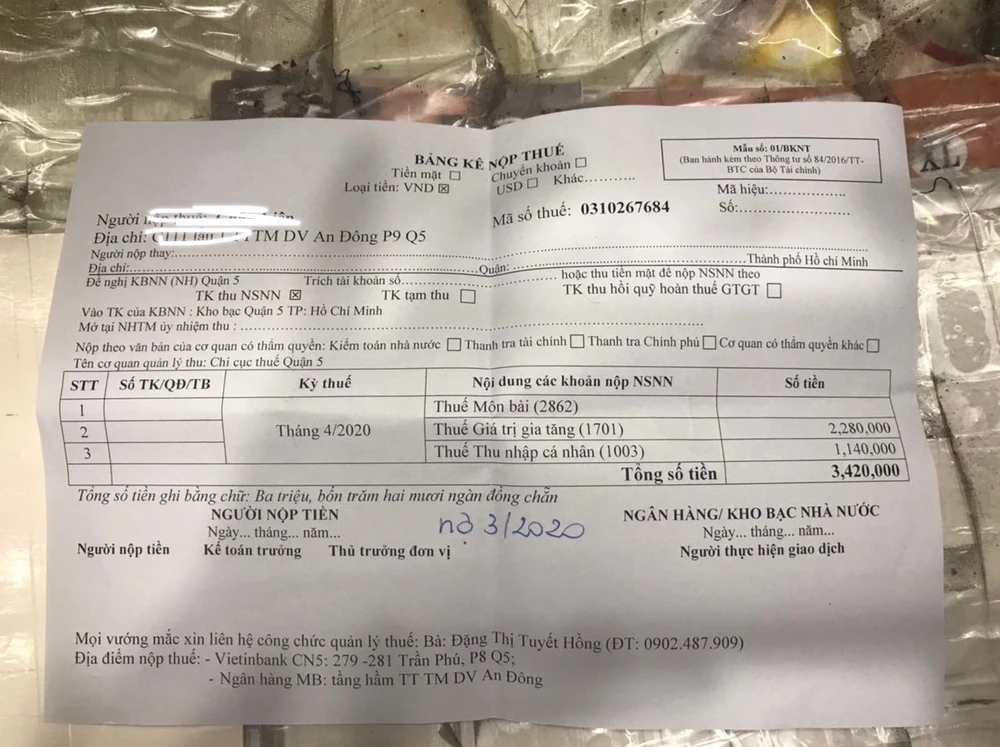 BẢNG KÊ NỘP THUẾ
Tiền mặt ☐ Chuyển khoản ☐
Loại tiền: VND ☒ USD ☐ Khác...........
Mẫu số: 01/BKNT
(Ban hành kèm theo Thông tư số 84/2016/TT-
BTC của Bộ Tài chính)
Mã hiệu:................
Số:.....................
Người nộp thuế:
Mã số thuế: 0310267684
Địa chỉ: TM DV An Đông P9 Q5
Người nộp thay:
Địa chỉ: Quận: Thành phố Hồ Chí Minh
Đề nghị KBNN (NH) Quận 5 Trích tài khoản số hoặc thu tiền mặt để nộp NSNN theo
TK thu NSNN ☒ TK tạm thu ☐ TK thu hồi quỹ hoàn thuế GTGT ☐
Vào TK của KBNN : Kho bạc Quận 5 TP: Hồ Chí Minh
Mở tại NHTM ủy nhiệm thu :
Nộp theo văn bản của cơ quan có thẩm quyền: Kiểm toán nhà nước ☐ Thanh tra tài chính ☐ Thanh tra Chính phủ ☐ Cơ quan có thẩm quyền khác ☐
Tên cơ quan quản lý thu: Chi cục thuế Quận 5
STT Số TK/QĐ/TB Kỳ thuế Nội dung các khoản nộp NSNN Số tiền
1 Thuế Môn bài (2862)
2 Tháng 4/2020 Thuế Giá trị gia tăng (1701) 2,280,000
3 Thuế Thu nhập cá nhân (1003) 1,140,000
Tổng số tiền 3,420,000
Tổng số tiền ghi bằng chữ: Ba triệu, bốn trăm hai mươi ngàn đồng chẵn
NGƯỜI NỘP TIỀN nợ 3/2020 NGÂN HÀNG/ KHO BẠC NHÀ NƯỚC
Ngày... tháng... năm... Ngày... tháng... năm...
Người nộp tiền Kế toán trưởng Thủ trưởng đơn vị Người thực hiện giao dịch
Mọi vướng mắc xin liên hệ công chức quản lý thuế: Bà: Đặng Thị Tuyết Hồng (ĐT: 0902.487.909)
Địa điểm nộp thuế: - Vietinbank CN5: 279 -281 Trần Phú, P8 Q5;
- Ngân hàng MB: tầng hầm TT TM DV An Đông
XL